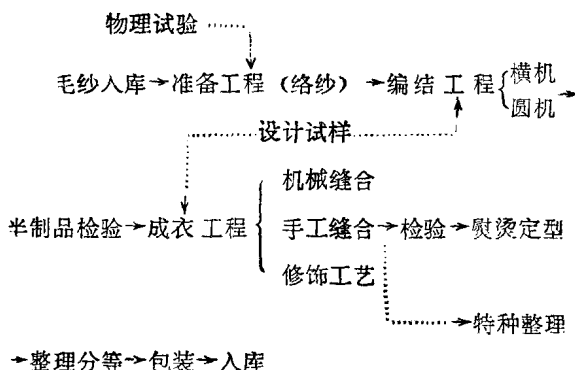 物理试验
毛纱入库→准备工程(络纱)→编结工程{横机 圆机→
设计试样
半制品检验→成衣工程{机械缝合
手工缝合→检验→熨烫定型
修饰工艺
→特种整理
→整理分等→包装→入库